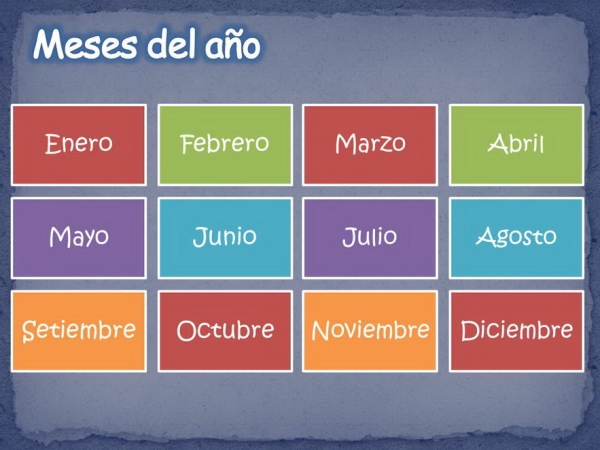 Meses del año
Enero Febrero Marzo Abril
Mayo Junio Julio Agosto
Setiembre Octubre Noviembre Diciembre